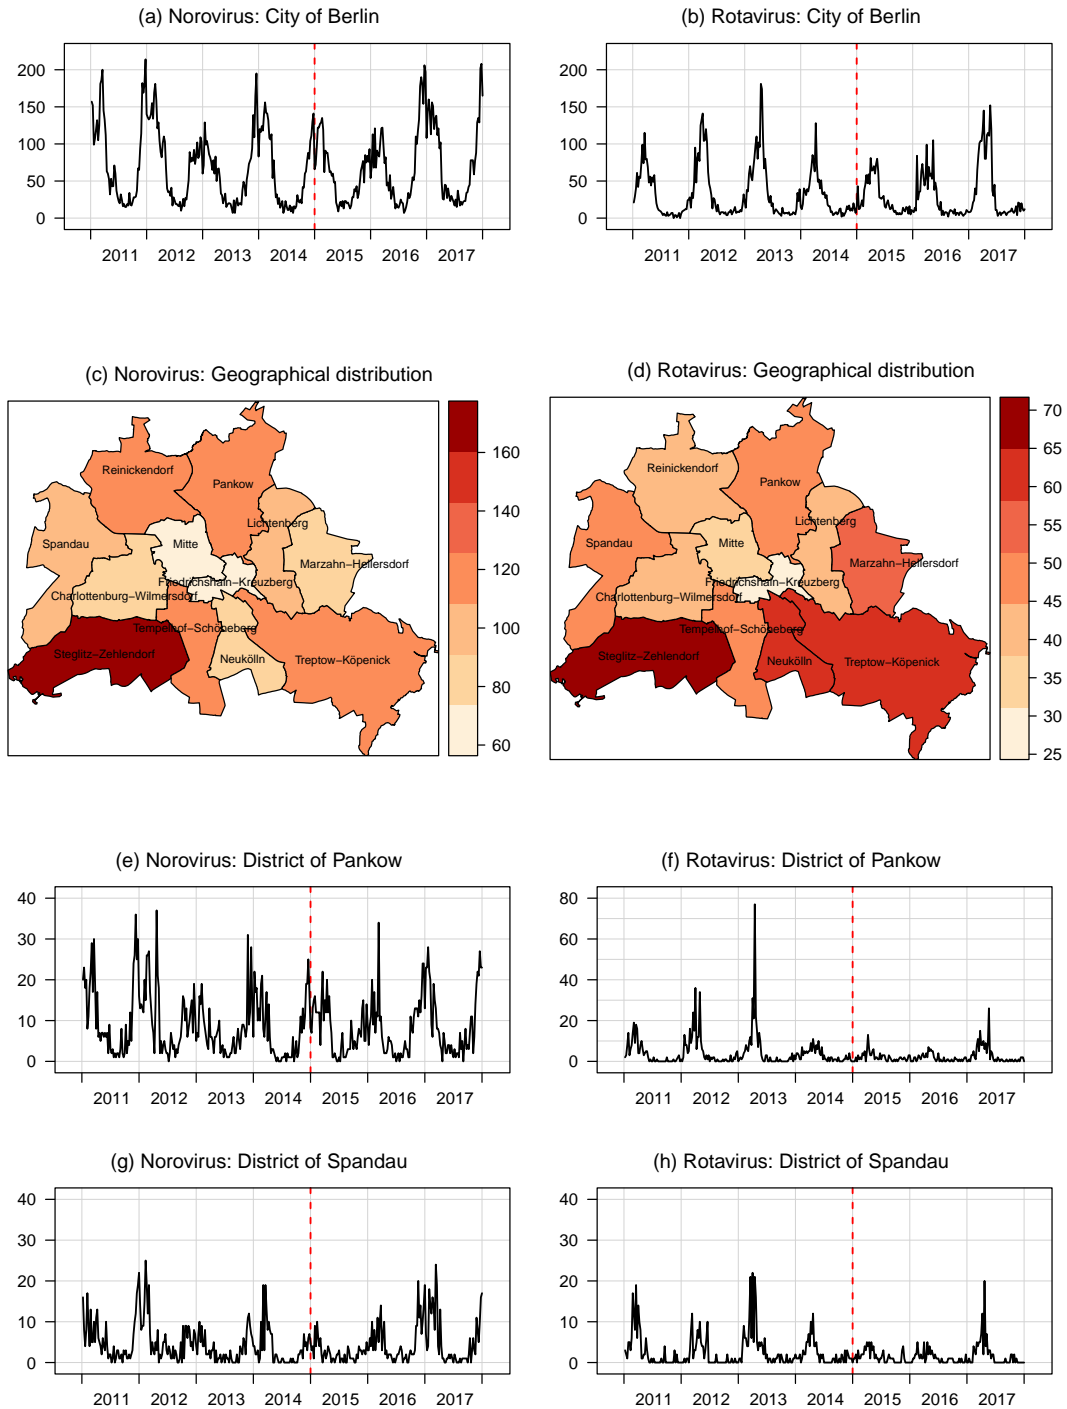 (a) Norovirus: City of Berlin
200
150
100
50
0
2011 2012 2013 2014 2015 2016 2017
(b) Rotavirus: City of Berlin
200
150
100
50
0
2011 2012 2013 2014 2015 2016 2017
(c) Norovirus: Geographical distribution
Reinickendorf
Pankow
Lichtenberg
Spandau
Mitte
Marzahn−Hellersdorf
Friedrichshain−Kreuzberg
Charlottenburg−Wilmersdorf
Tempelhof−Schöneberg
Steglitz−Zehlendorf
Neukölln
Treptow−Köpenick
160
140
120
100
80
60
(d) Rotavirus: Geographical distribution
Reinickendorf
Pankow
Lichtenberg
Spandau
Mitte
Marzahn−Hellersdorf
Friedrichshain−Kreuzberg
Charlottenburg−Wilmersdorf
Tempelhof−Schöneberg
Steglitz−Zehlendorf
Neukölln
Treptow−Köpenick
70
65
60
55
50
45
40
35
30
25
(e) Norovirus: District of Pankow
40
30
20
10
0
2011 2012 2013 2014 2015 2016 2017
(f) Rotavirus: District of Pankow
80
60
40
20
0
2011 2012 2013 2014 2015 2016 2017
(g) Norovirus: District of Spandau
40
30
20
10
0
2011 2012 2013 2014 2015 2016 2017
(h) Rotavirus: District of Spandau
40
30
20
10
0
2011 2012 2013 2014 2015 2016 2017